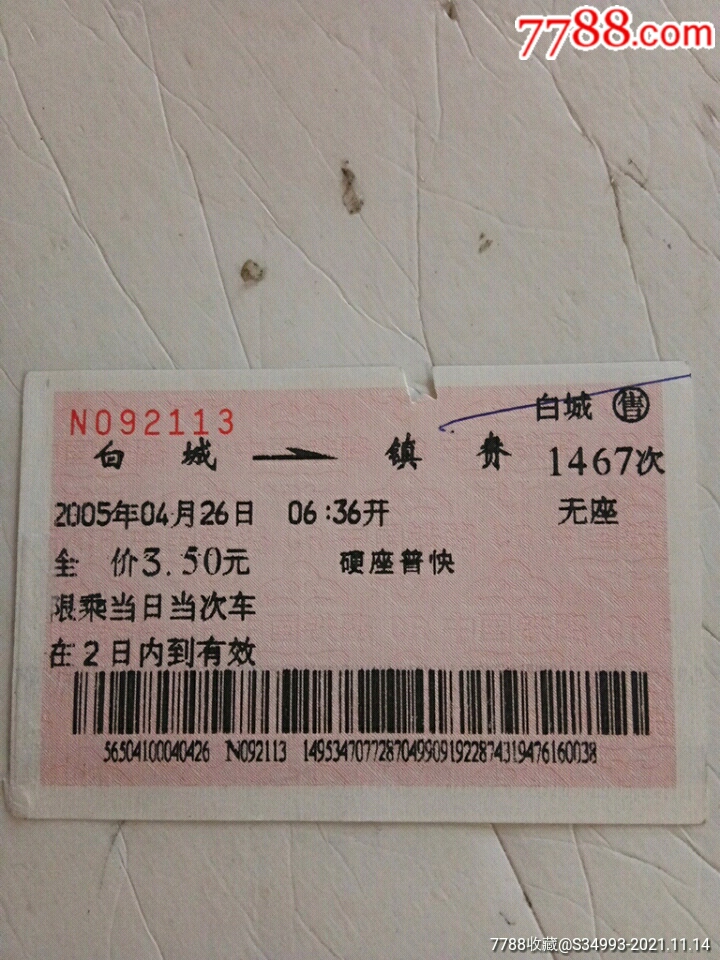 7788.com
N092113
白城 售
白城 镇赉 1467次
2005年04月26日 06:36开 无座
全 价3.50元 硬座普快
限乘当日当次车
在2日内到有效
56504100040426 N092113 14953470772870499091922874319476160038
7788收藏@S34993-2021.11.14